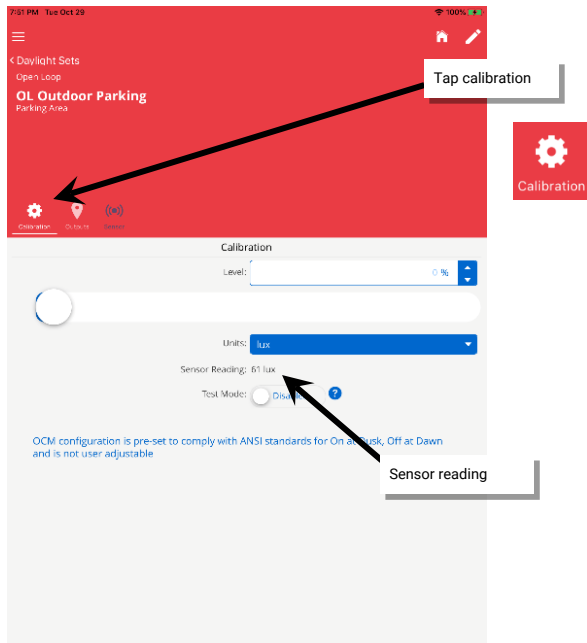 7:51 PM Tue Oct 29
100%
Daylight Sets
Open Loop
OL Outdoor Parking
Parking Area
Tap calibration
Calibration
Calibration Outputs Sensor
Calibration
Level: 0 %
Units: lux
Sensor Reading: 61 lux
Test Mode:
?
OCM configuration is pre-set to comply with ANSI standards for On at Dusk, Off at Dawn
and is not user adjustable
Sensor reading